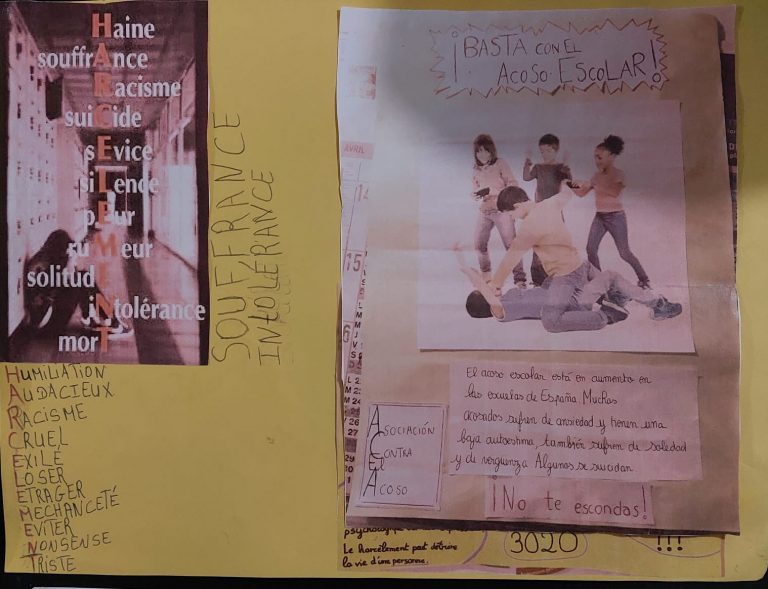 Haine
souffrance
Racisme
suiCide
sEvice
siLence
pEur
ruMeur
solitudE
iNtolérance
morT
SOUFFRANCE
INTOLÉRANCE
HUMILIATION
AUDACIEUX
RACISME
CRUEL
EXILÉ
LOSER
ETRAGER
MECHANCETÉ
EVITER
NONSENSE
TRISTE
¡BASTA CON EL
ACOSO ESCOLAR!
AVRIL
14
15
El acoso escolar está en aumento en
las escuelas de España Muchos
acosados sufren de ansiedad y tienen una
baja autoestima también sufren de soledad
y de vergüenza Algunos se suicidan
ASOCIACIÓN
CONTRA
EL
ACOSO
¡No te escondas!
Le harcèlement peut détruire
la vie d'une personne.
3020
!!!